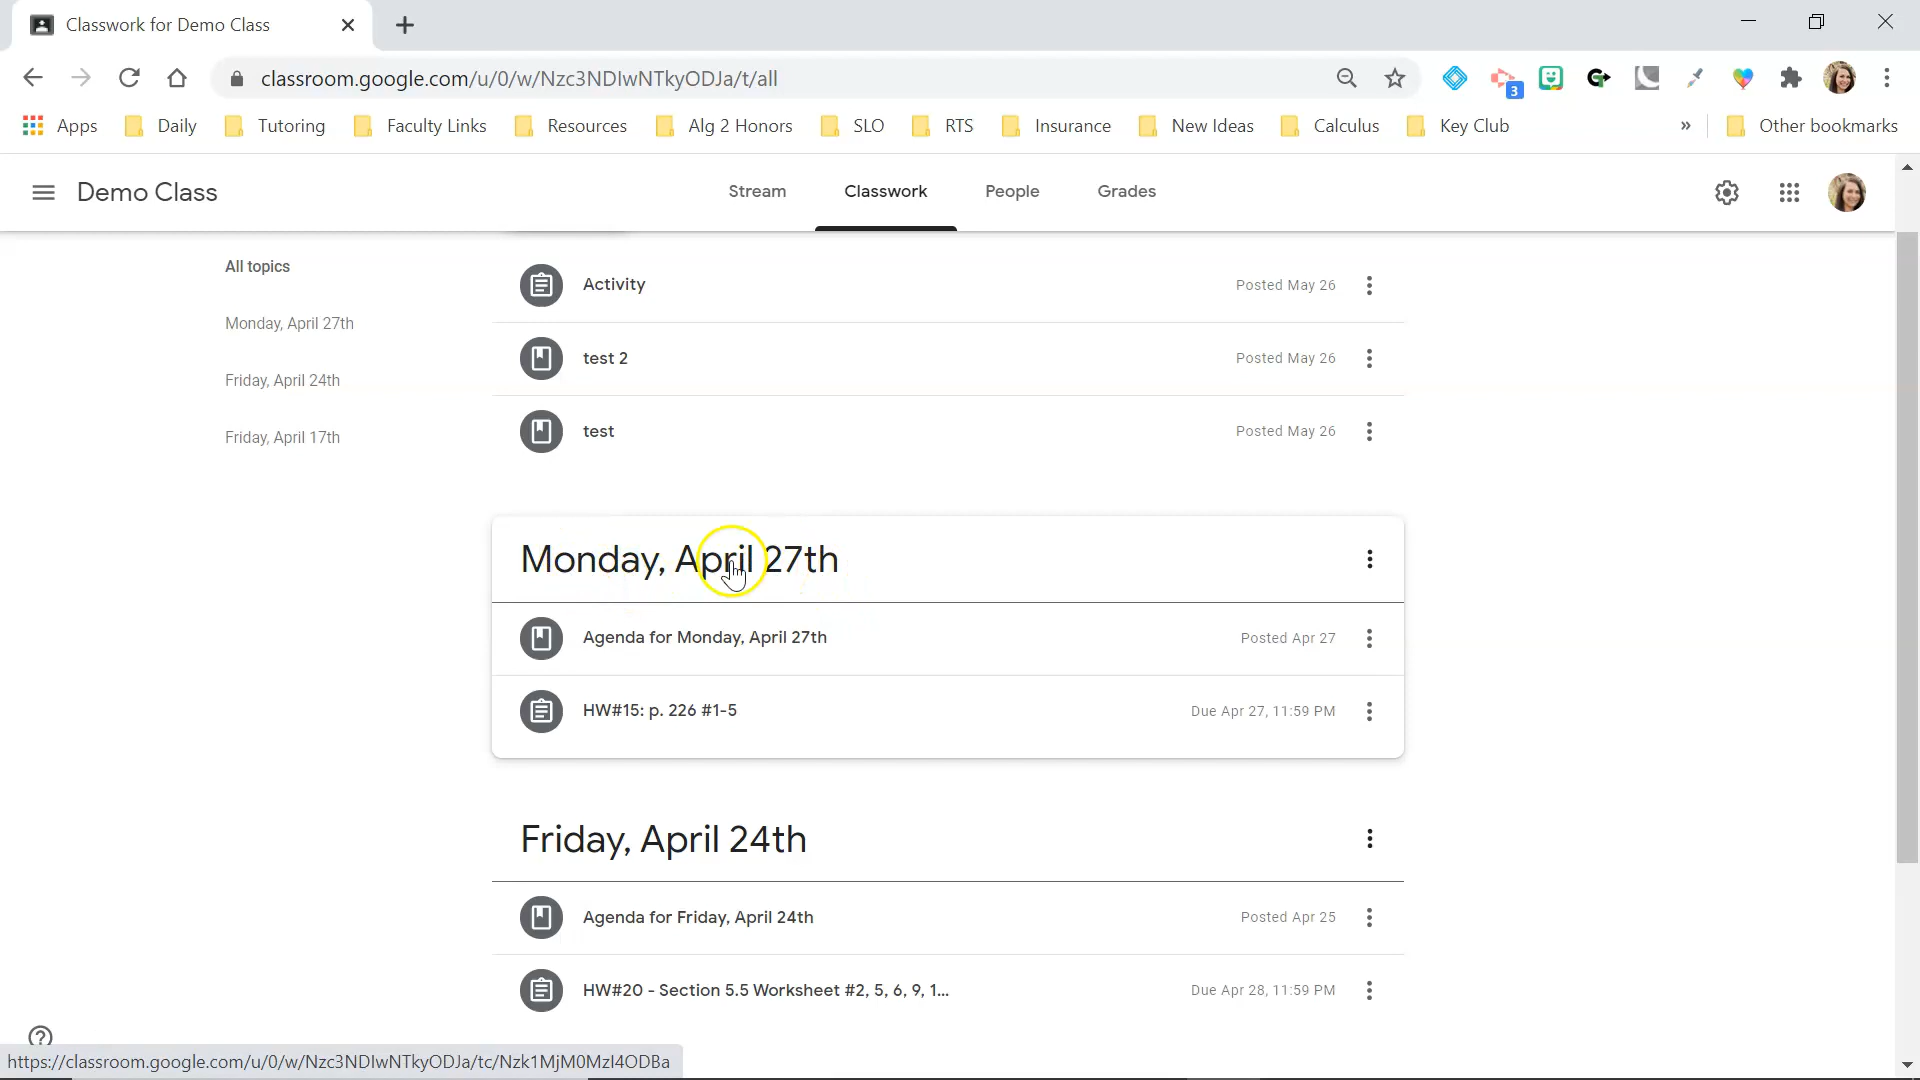 Classwork for Demo Class
classroom.google.com/u/0/w/Nzc3NDIwNTkyODJa/t/all
3
Apps Daily Tutoring Faculty Links Resources Alg 2 Honors SLO RTS Insurance New Ideas Calculus Key Club » Other bookmarks
Demo Class Stream Classwork People Grades
All topics
Monday, April 27th
Friday, April 24th
Friday, April 17th
Activity Posted May 26
test 2 Posted May 26
test Posted May 26
Monday, April 27th
Agenda for Monday, April 27th Posted Apr 27
HW#15: p. 226 #1-5 Due Apr 27, 11:59 PM
Friday, April 24th
Agenda for Friday, April 24th Posted Apr 25
HW#20 - Section 5.5 Worksheet #2, 5, 6, 9, 1... Due Apr 28, 11:59 PM
https://classroom.google.com/u/0/w/Nzc3NDIwNTkyODJa/tc/Nzk1MjM0MzI4ODBa